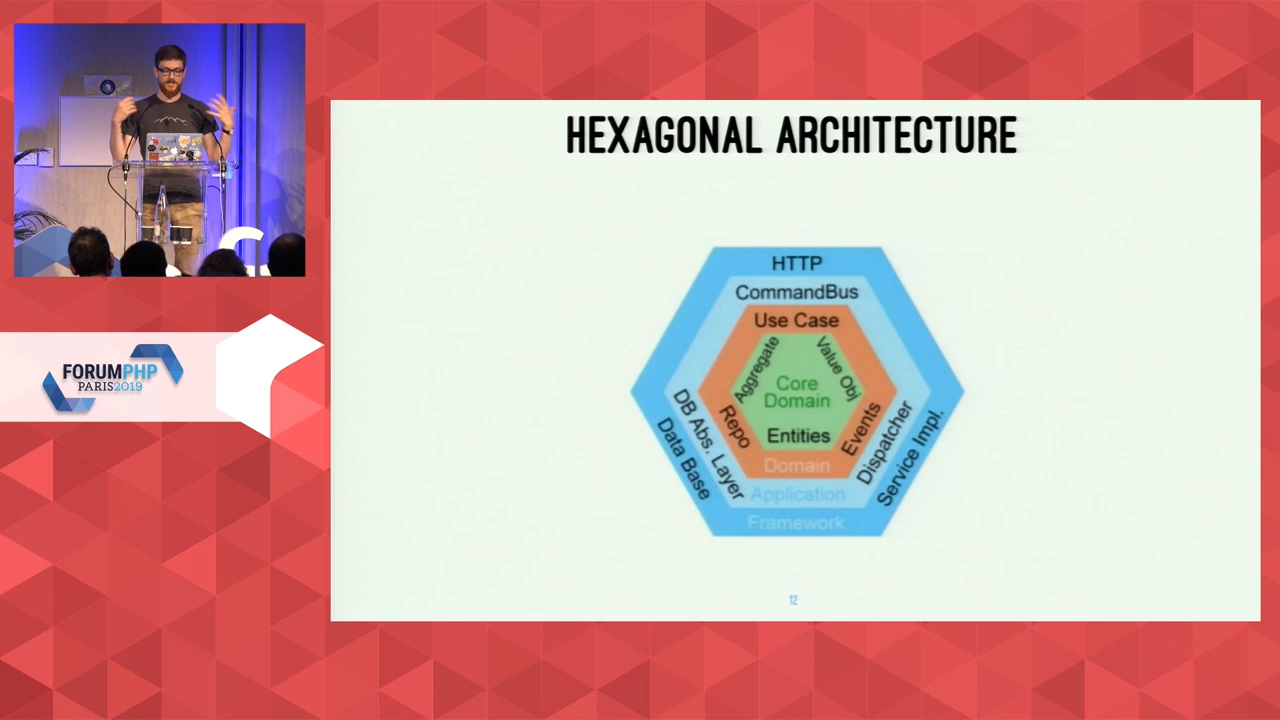 HEXAGONAL ARCHITECTURE
HTTP
CommandBus
Use Case
Aggregate
Value Obj
Core
Domain
Entities
Repo
Events
DB Abs. Layer
Dispatcher
Data Base
Service Impl.
Domain
Application
Framework
12
FORUMPHP
PARIS2019